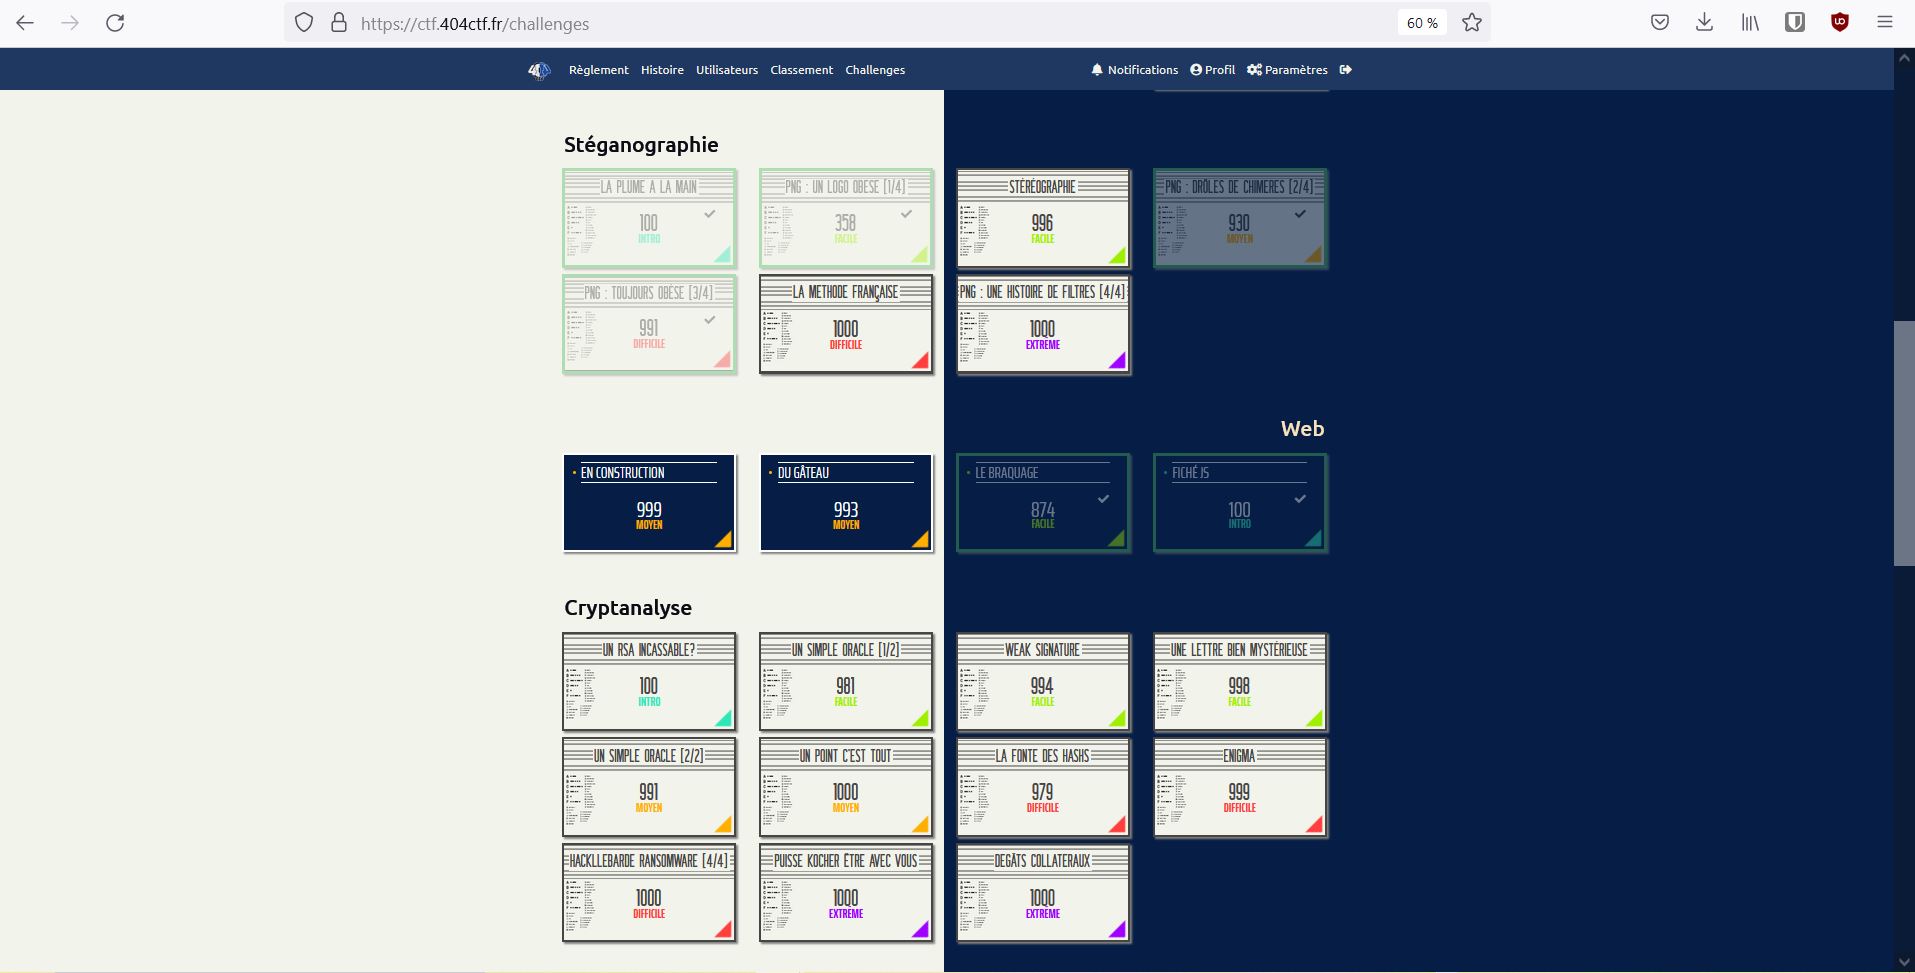 https://ctf.404ctf.fr/challenges
60 %
Règlement Histoire Utilisateurs Classement Challenges
Notifications Profil Paramètres
Stéganographie
LA PLUME A LA MAIN
100
INTRO
PNG : UN LOGO OBESE [1/4]
358
FACILE
STÉRÉOGRAPHIE
996
FACILE
PNG : DRÔLES DE CHIMERES [2/4]
930
MOYEN
PNG : TOUJOURS OBÈSE [3/4]
991
DIFFICILE
LA METHODE FRANÇAISE
1000
DIFFICILE
PNG : UNE HISTOIRE DE FILTRES [4/4]
1000
EXTREME
Web
EN CONSTRUCTION
999
MOYEN
DU GÂTEAU
993
MOYEN
LE BRAQUAGE
874
FACILE
FICHÉ JS
100
INTRO
Cryptanalyse
UN RSA INCASSABLE?
100
INTRO
UN SIMPLE ORACLE [1/2]
981
FACILE
WEAK SIGNATURE
994
FACILE
UNE LETTRE BIEN MYSTÉRIEUSE
998
FACILE
UN SIMPLE ORACLE [2/2]
991
MOYEN
UN POINT C'EST TOUT
1000
MOYEN
LA FONTE DES HASHS
979
DIFFICILE
ENIGMA
999
DIFFICILE
HACKLLEBARDE RANSOMWARE [4/4]
1000
DIFFICILE
PUISSE KOCHER ÊTRE AVEC VOUS
1000
EXTREME
DEGÂTS COLLATERAUX
1000
EXTREME